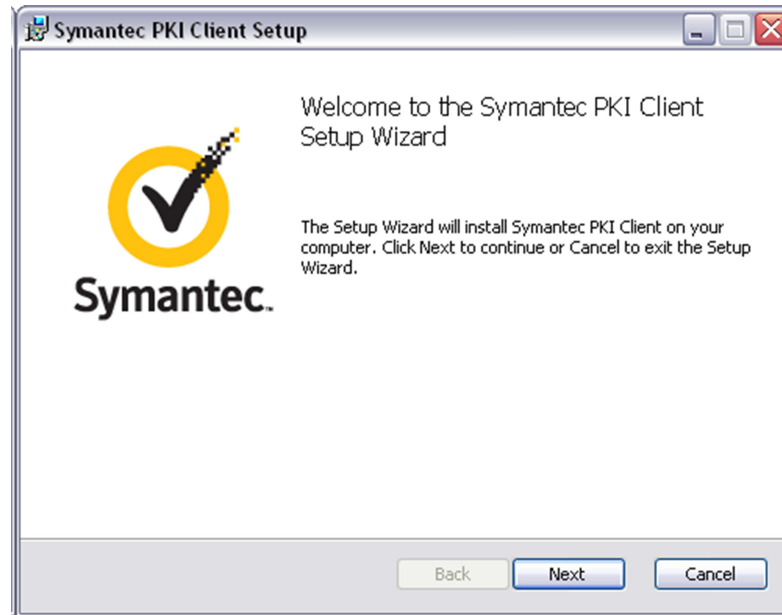 Symantec PKI Client Setup
Welcome to the Symantec PKI Client
Setup Wizard
The Setup Wizard will install Symantec PKI Client on your
computer. Click Next to continue or Cancel to exit the Setup
Wizard.
Symantec.
Back Next Cancel